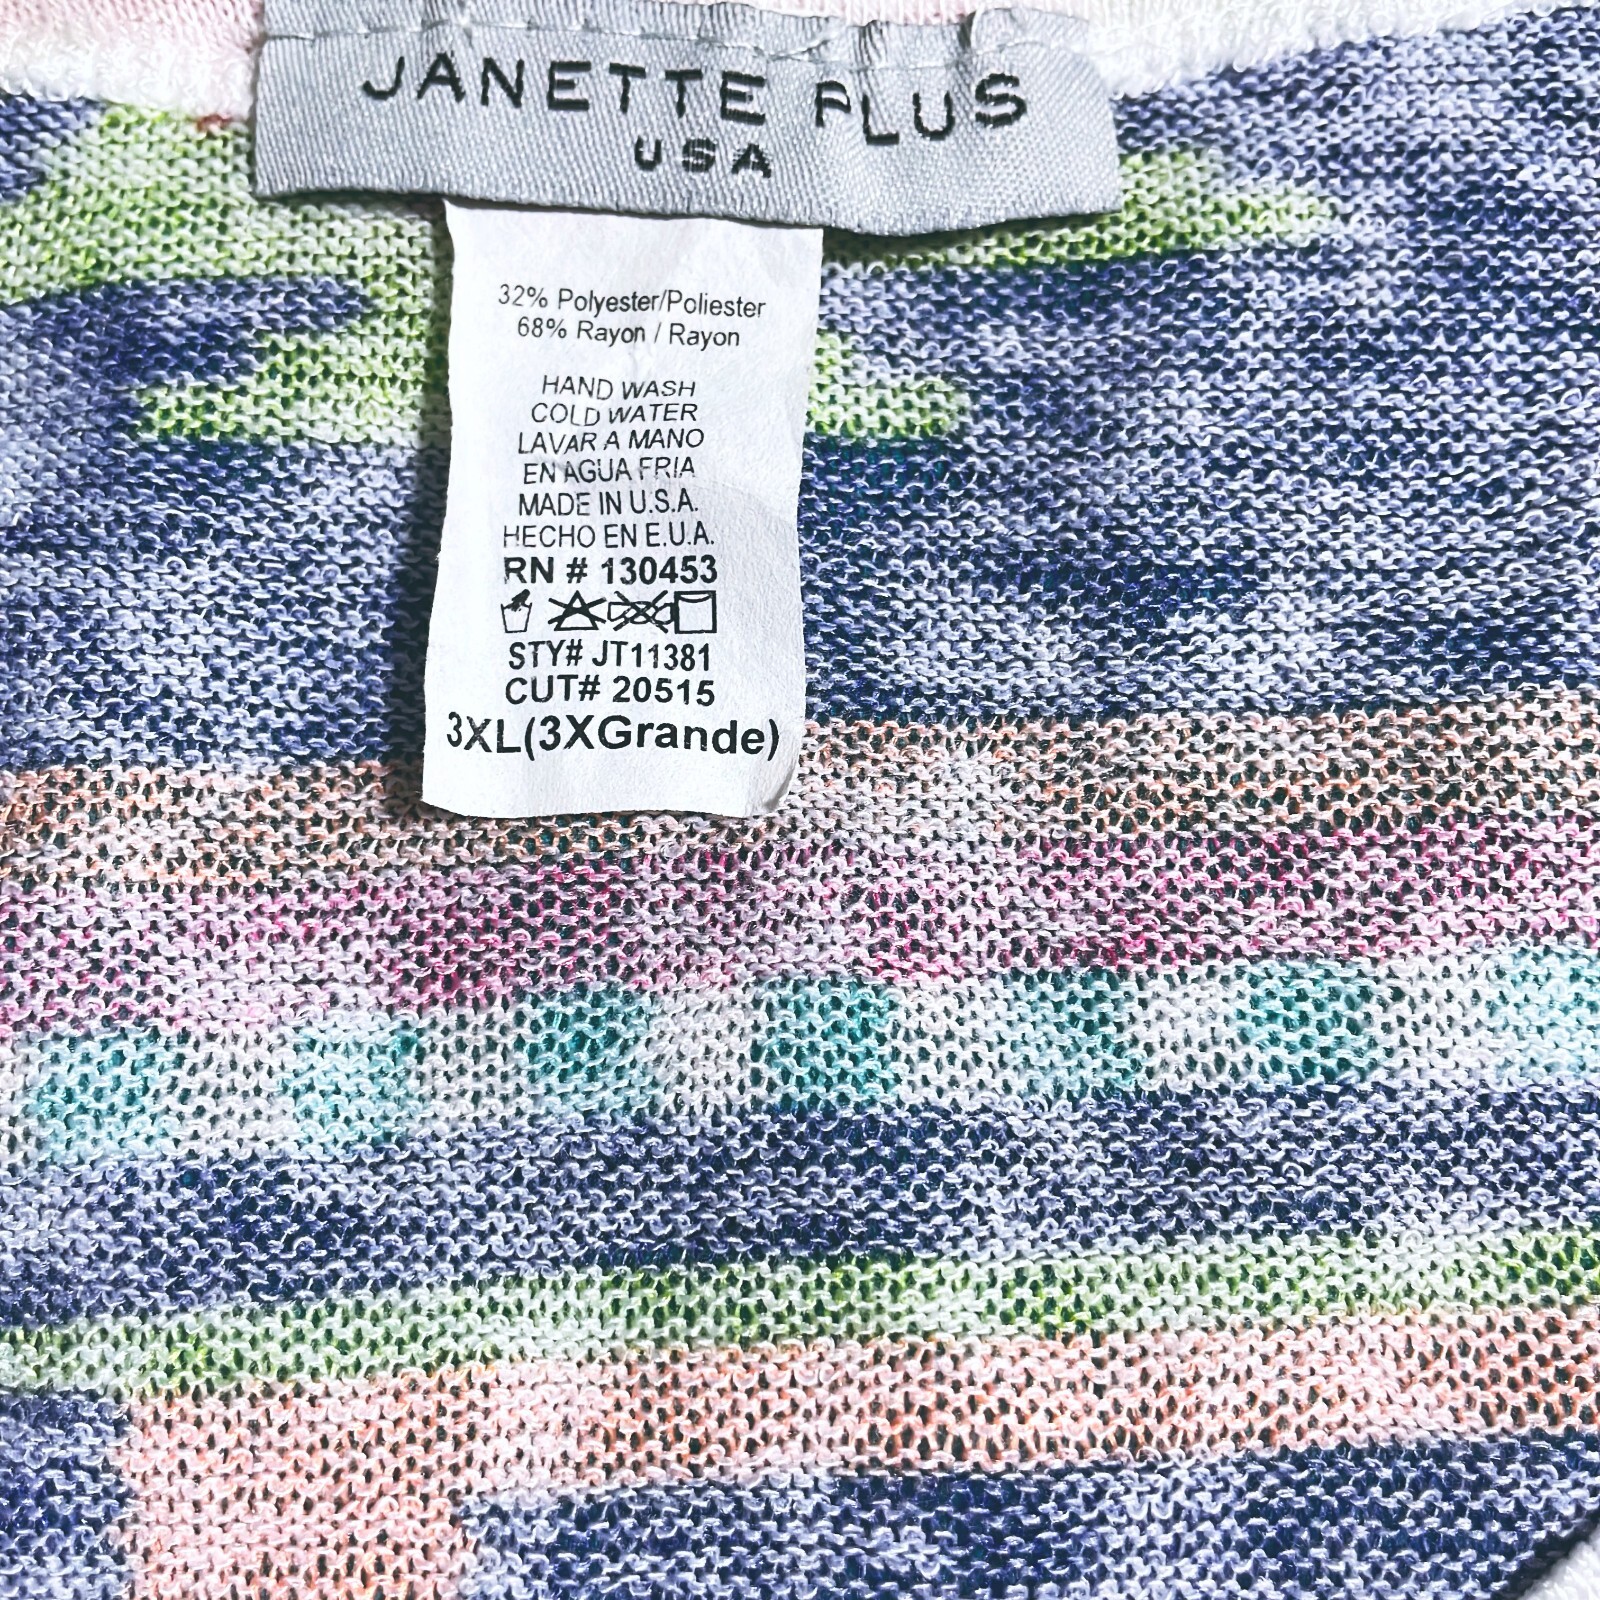 JANETTE PLUS
USA
32% Polyester/Poliester
68% Rayon / Rayon
HAND WASH
COLD WATER
LAVAR A MANO
EN AGUA FRIA
MADE IN U.S.A.
HECHO EN E.U.A.
RN # 130453
STY# JT11381
CUT# 20515
3XL(3XGrande)